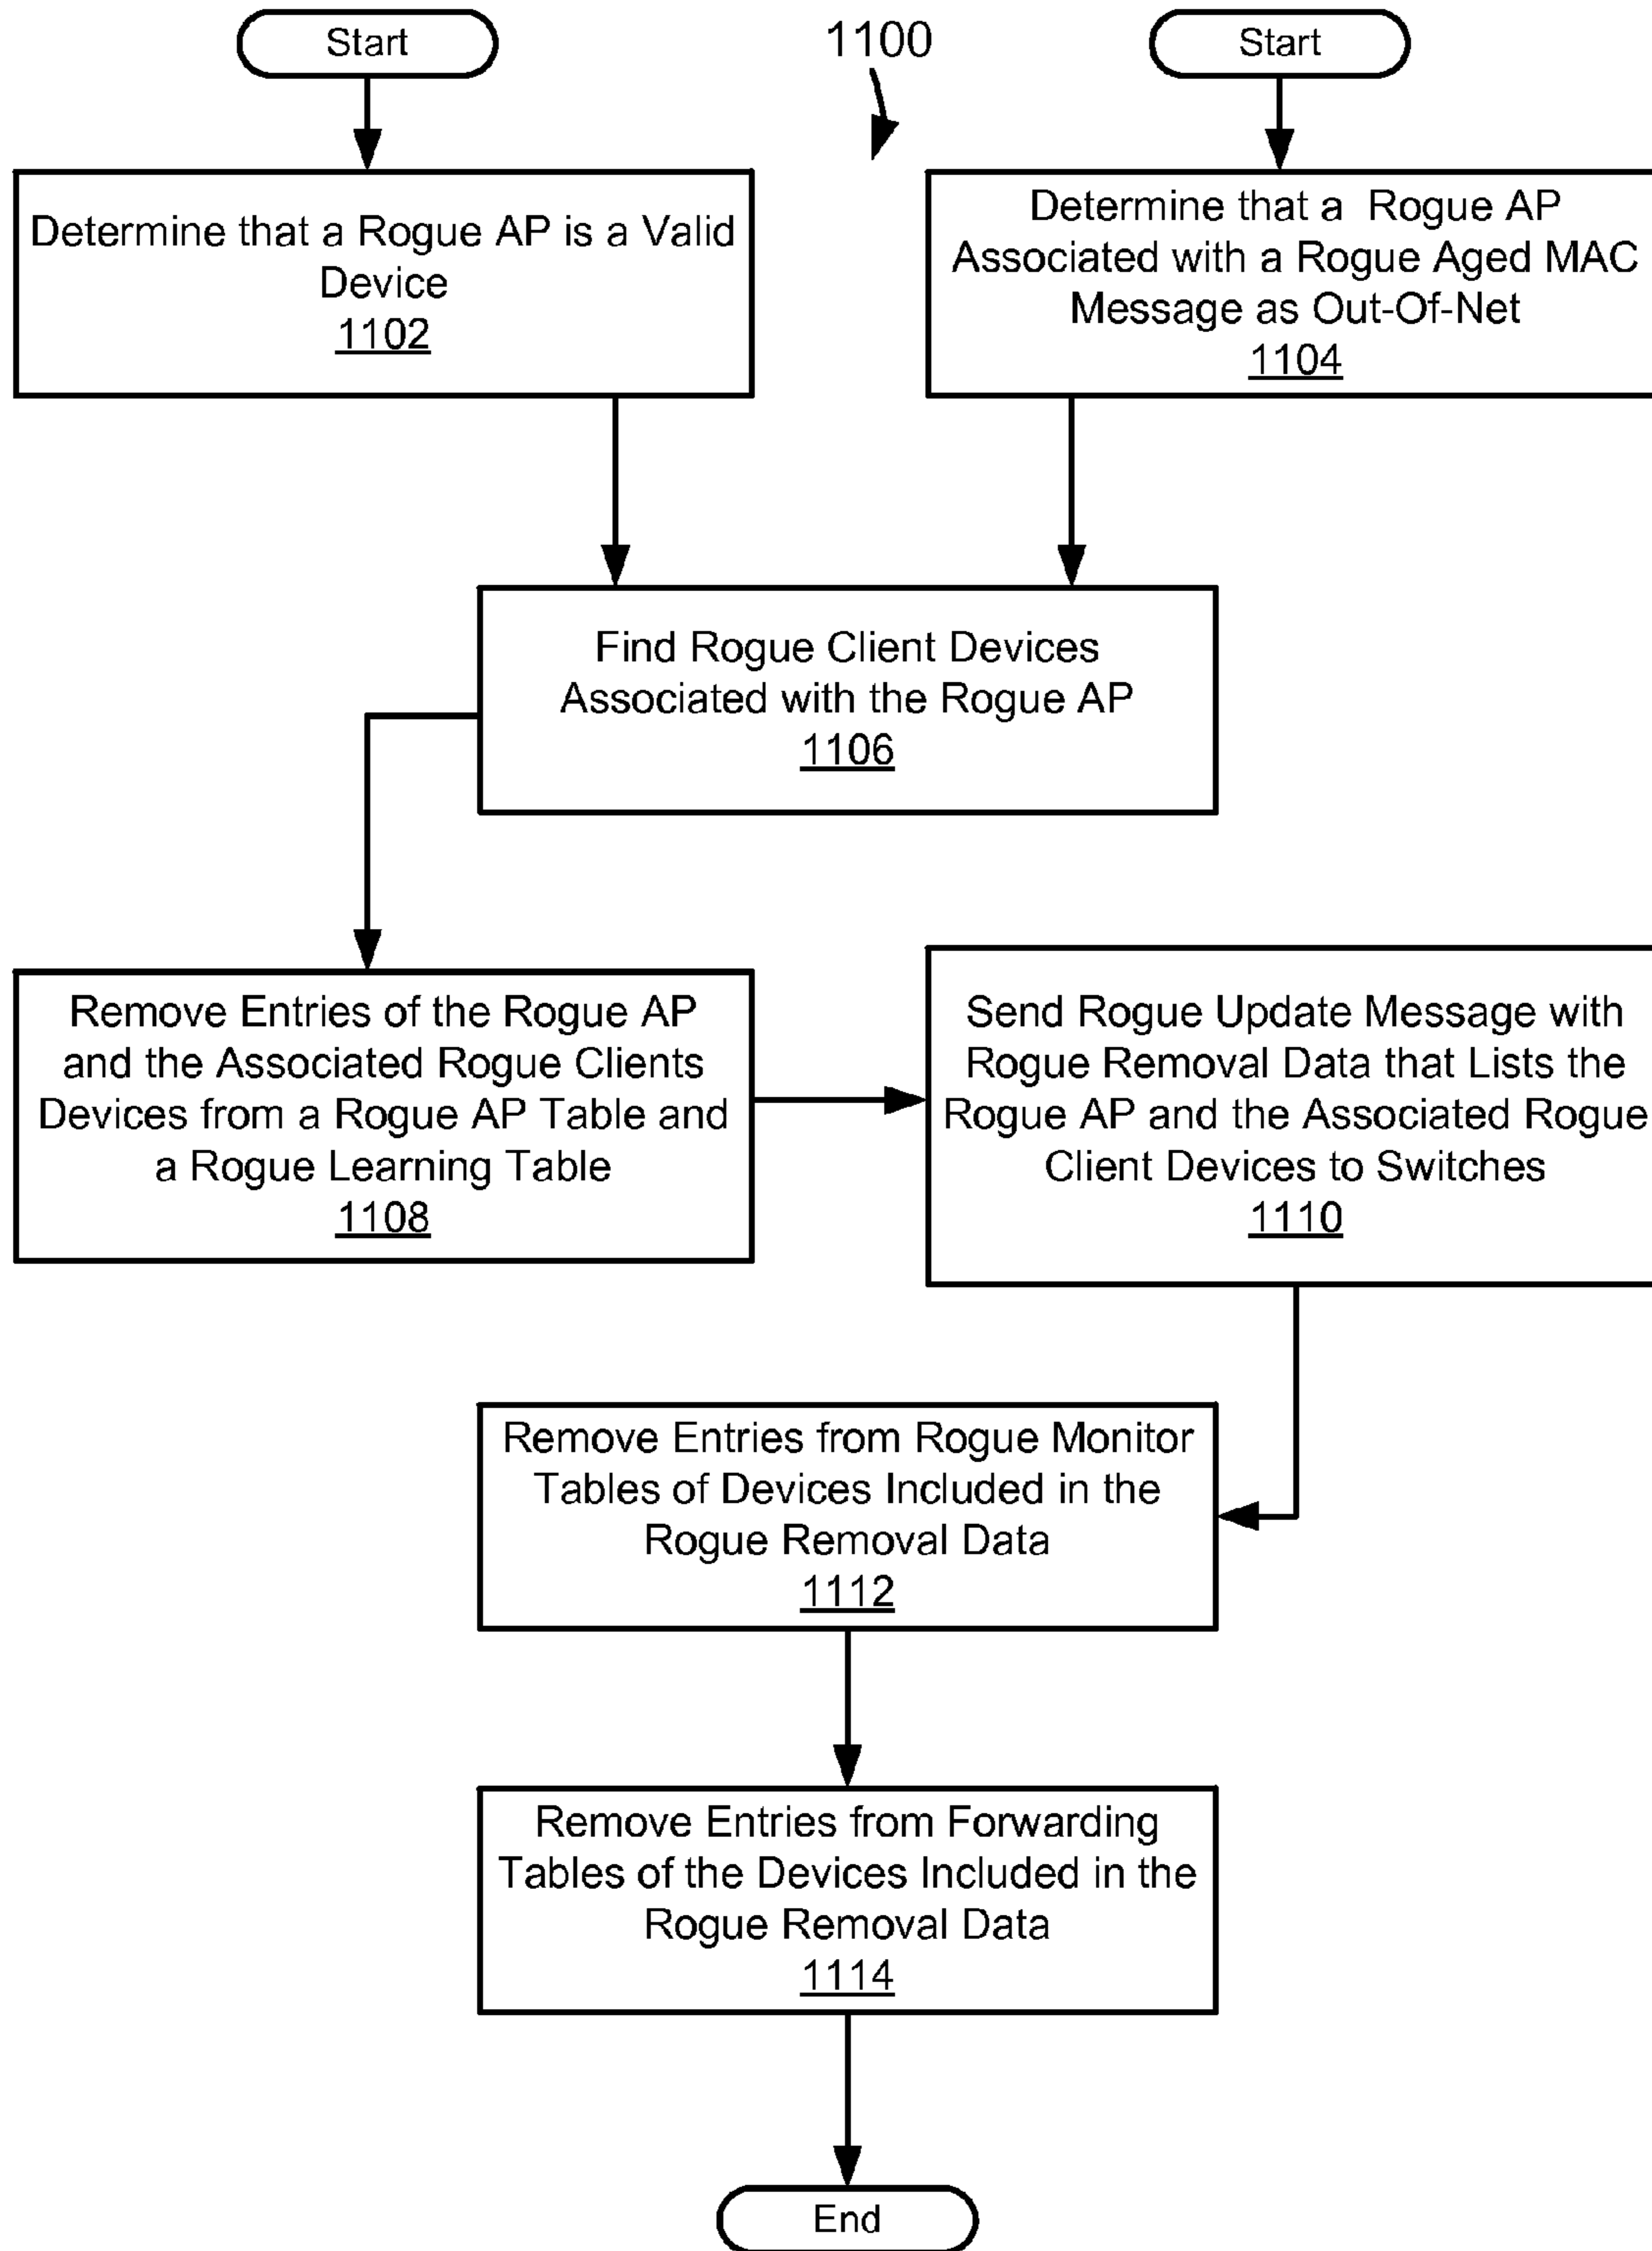 Start
1100
Start
Determine that a Rogue AP is a Valid
Device
1102
Determine that a Rogue AP
Associated with a Rogue Aged MAC
Message as Out-Of-Net
1104
Find Rogue Client Devices
Associated with the Rogue AP
1106
Remove Entries of the Rogue AP
and the Associated Rogue Clients
Devices from a Rogue AP Table and
a Rogue Learning Table
1108
Send Rogue Update Message with
Rogue Removal Data that Lists the
Rogue AP and the Associated Rogue
Client Devices to Switches
1110
Remove Entries from Rogue Monitor
Tables of Devices Included in the
Rogue Removal Data
1112
Remove Entries from Forwarding
Tables of the Devices Included in the
Rogue Removal Data
1114
End